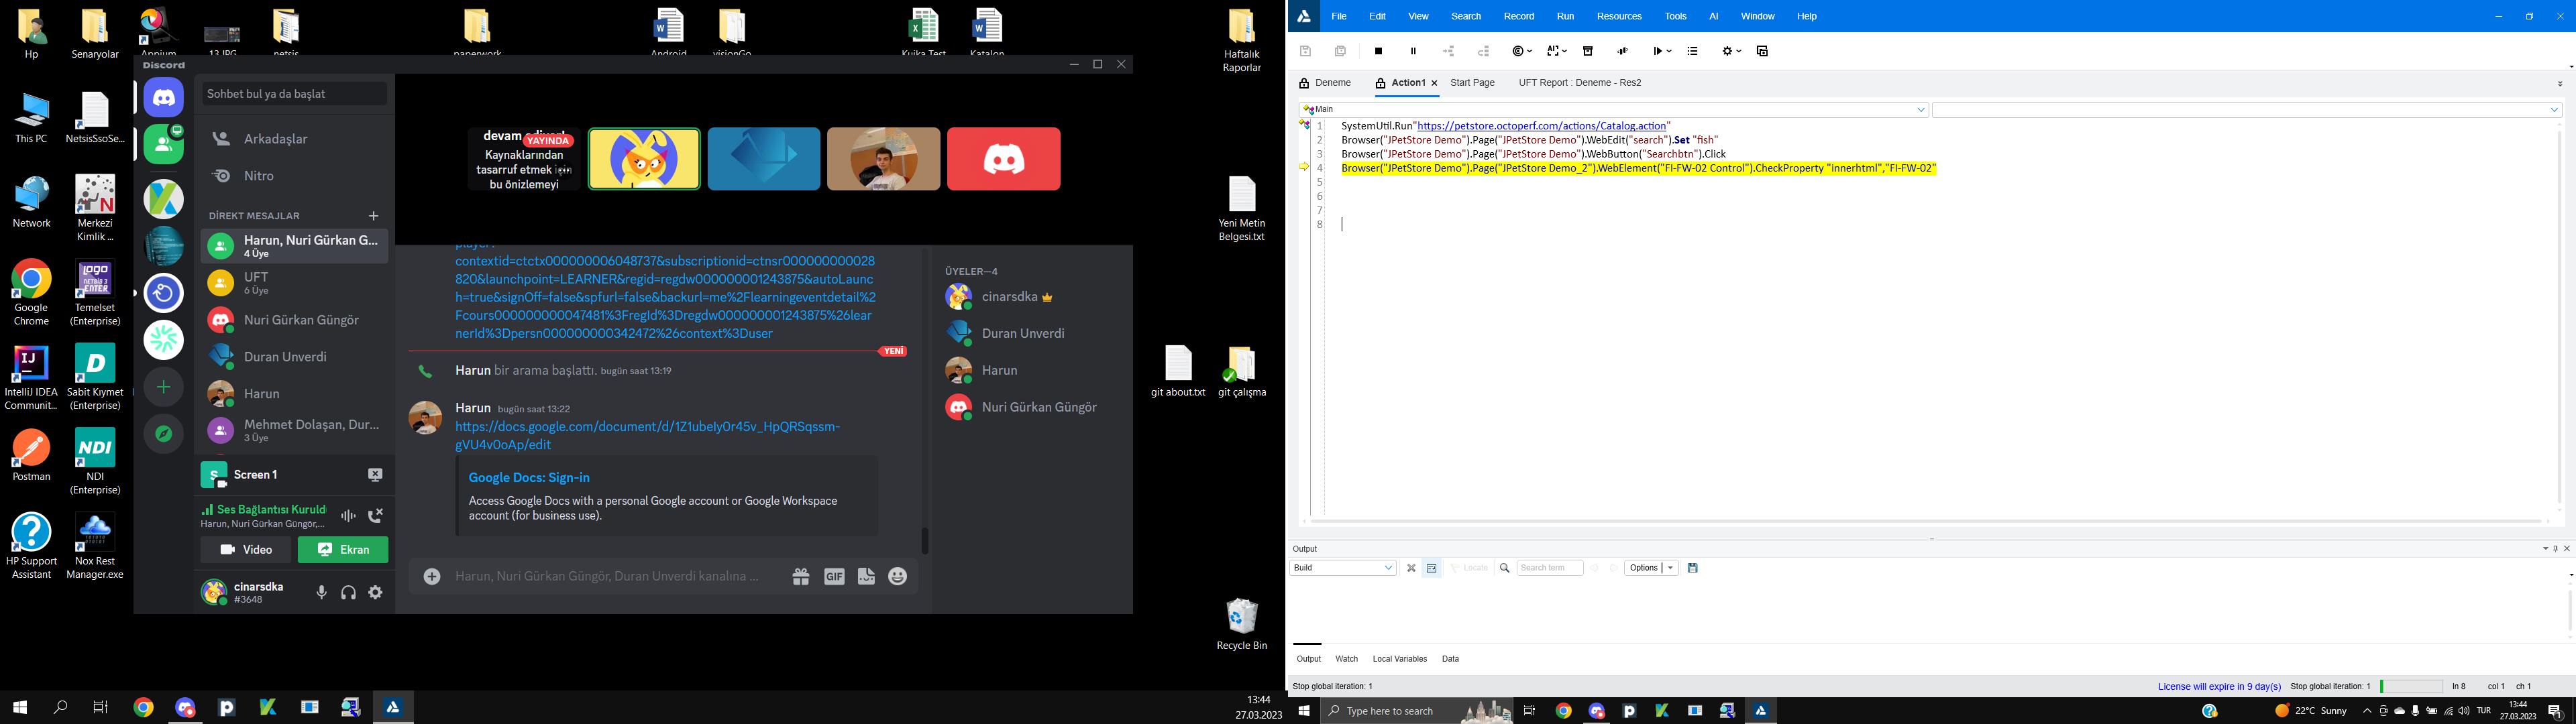 Hp
Senaryolar
Appium
13.JPG
netsis
paperwork
Android
visionGo
Kuika Test
Katalon
Haftalık
Raporlar
This PC
NetsisSsoSe...
Network
Merkezi
Kimlik ...
Google
Chrome
Temelset
(Enterprise)
IntelliJ IDEA
Communit...
Sabit Kıymet
(Enterprise)
Postman
NDI
(Enterprise)
HP Support
Assistant
Nox Rest
Manager.exe
Yeni Metin
Belgesi.txt
git about.txt
git çalışma
Recycle Bin
Discord
Sohbet bul ya da başlat
Arkadaşlar
Nitro
DİREKT MESAJLAR
Harun, Nuri Gürkan G...
4 Üye
UFT
6 Üye
Nuri Gürkan Güngör
Duran Unverdi
Harun
Mehmet Dolaşan, Dur...
3 Üye
Screen 1
Ses Bağlantısı Kuruld
Harun, Nuri Gürkan Güngör,...
Video
Ekran
cinarsdka
#3648
YAYINDA
Kaynaklarından
tasarruf etmek için
bu önizlemeyi
contextid=ctctx000000006048737&subscriptionid=ctnsr000000000028
820&launchpoint=LEARNER&regid=regdw000000001243875&autoLaunc
h=true&signOff=false&spfurl=false&backurl=me%2Flearningeventdetail%2
Fcours000000000047481%3FregId%3Dregdw000000001243875%26lear
nerId%3Dpersn000000000342472%26context%3Duser
YENİ
Harun bir arama başlattı. bugün saat 13:19
Harun bugün saat 13:22
https://docs.google.com/document/d/1Z1ubeIy0r45v_HpQRSqssm-
gVU4v0oAp/edit
Google Docs: Sign-in
Access Google Docs with a personal Google account or Google Workspace
account (for business use).
Harun, Nuri Gürkan Güngör, Duran Unverdi kanalına ...
GIF
ÜYELER—4
cinarsdka
Duran Unverdi
Harun
Nuri Gürkan Güngör
13:44
27.03.2023
File Edit View Search Record Run Resources Tools AI Window Help
Deneme Action1 Start Page UFT Report : Deneme - Res2
Main
1 SystemUtil.Run"https://petstore.octoperf.com/actions/Catalog.action"
2 Browser("JPetStore Demo").Page("JPetStore Demo").WebEdit("search").Set "fish"
3 Browser("JPetStore Demo").Page("JPetStore Demo").WebButton("Searchbtn").Click
4 Browser("JPetStore Demo").Page("JPetStore Demo_2").WebElement("FI-FW-02 Control").CheckProperty "innerhtml","FI-FW-02"
5
6
7
8
Output
Build
Locate
Search term
Options
Output Watch Local Variables Data
Stop global iteration: 1
License will expire in 9 day(s) Stop global iteration: 1 ln 8 col 1 ch 1
Type here to search
22°C Sunny
TUR
13:44
27.03.2023